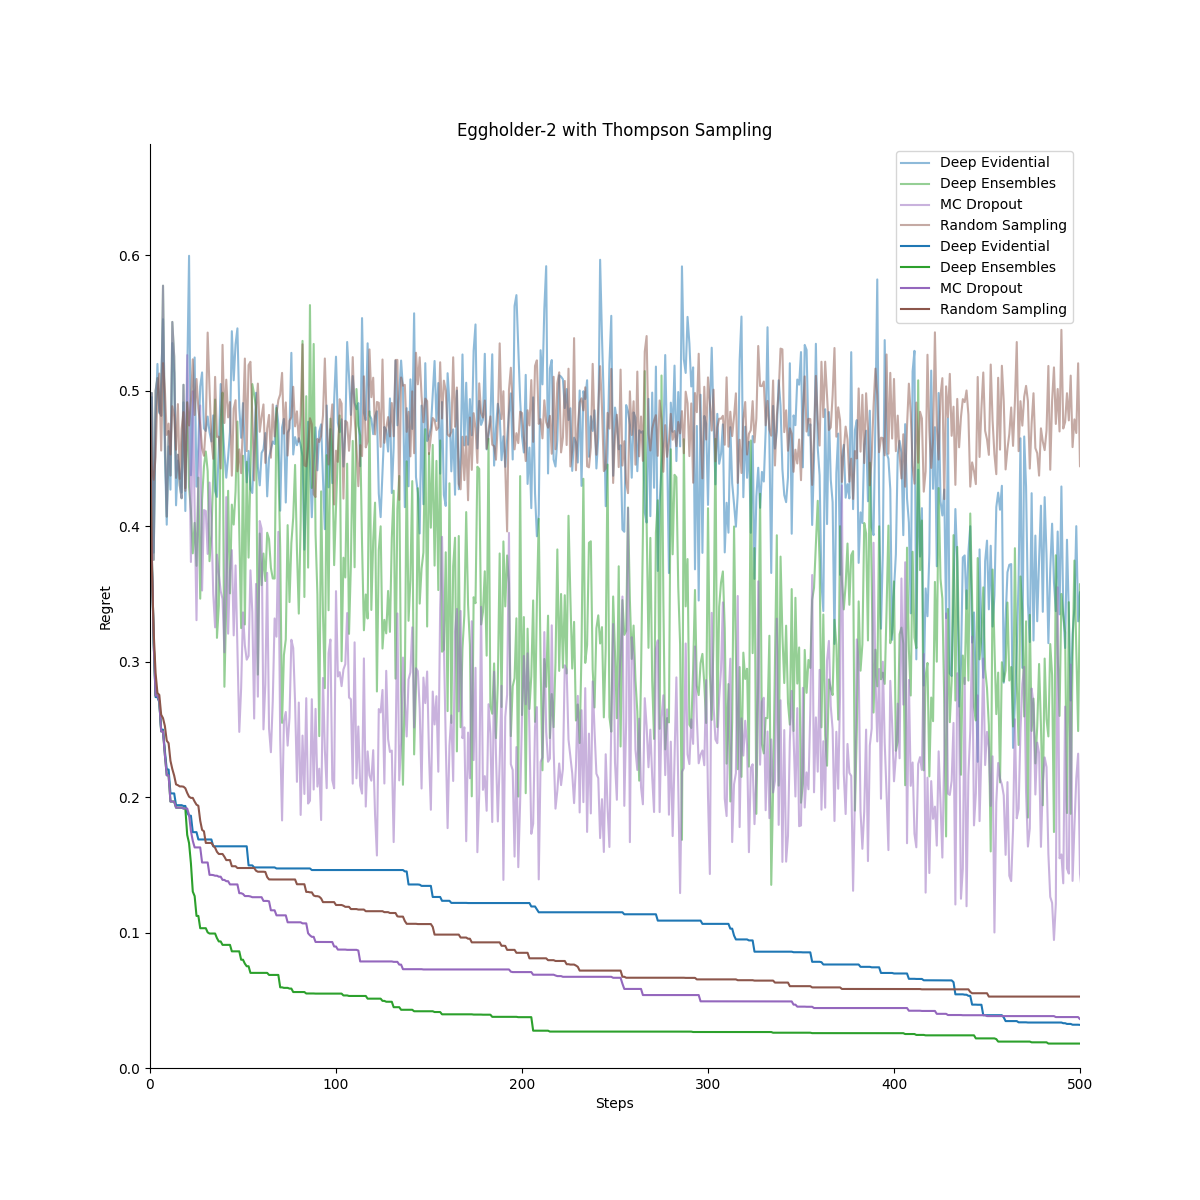 Eggholder-2 with Thompson Sampling
Deep Evidential
Deep Ensembles
MC Dropout
Random Sampling
Deep Evidential
Deep Ensembles
MC Dropout
Random Sampling
0.6
0.5
0.4
0.3
0.2
0.1
0.0
Regret
0 100 200 300 400 500
Steps